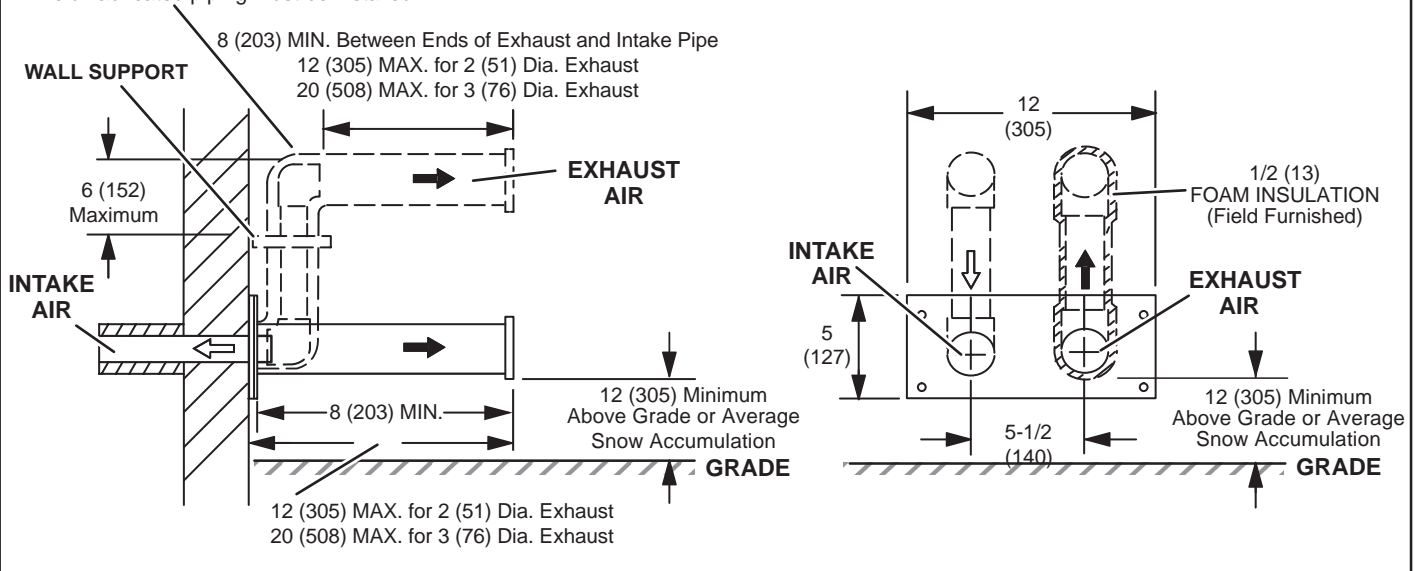 8 (203) MIN. Between Ends of Exhaust and Intake Pipe
12 (305) MAX. for 2 (51) Dia. Exhaust
20 (508) MAX. for 3 (76) Dia. Exhaust
WALL SUPPORT
6 (152)
Maximum
EXHAUST
AIR
INTAKE
AIR
8 (203) MIN.
12 (305) Minimum
Above Grade or Average
Snow Accumulation
GRADE
12 (305) MAX. for 2 (51) Dia. Exhaust
20 (508) MAX. for 3 (76) Dia. Exhaust
12
(305)
1/2 (13)
FOAM INSULATION
(Field Furnished)
INTAKE
AIR
EXHAUST
AIR
5
(127)
5-1/2
(140)
12 (305) Minimum
Above Grade or Average
Snow Accumulation
GRADE